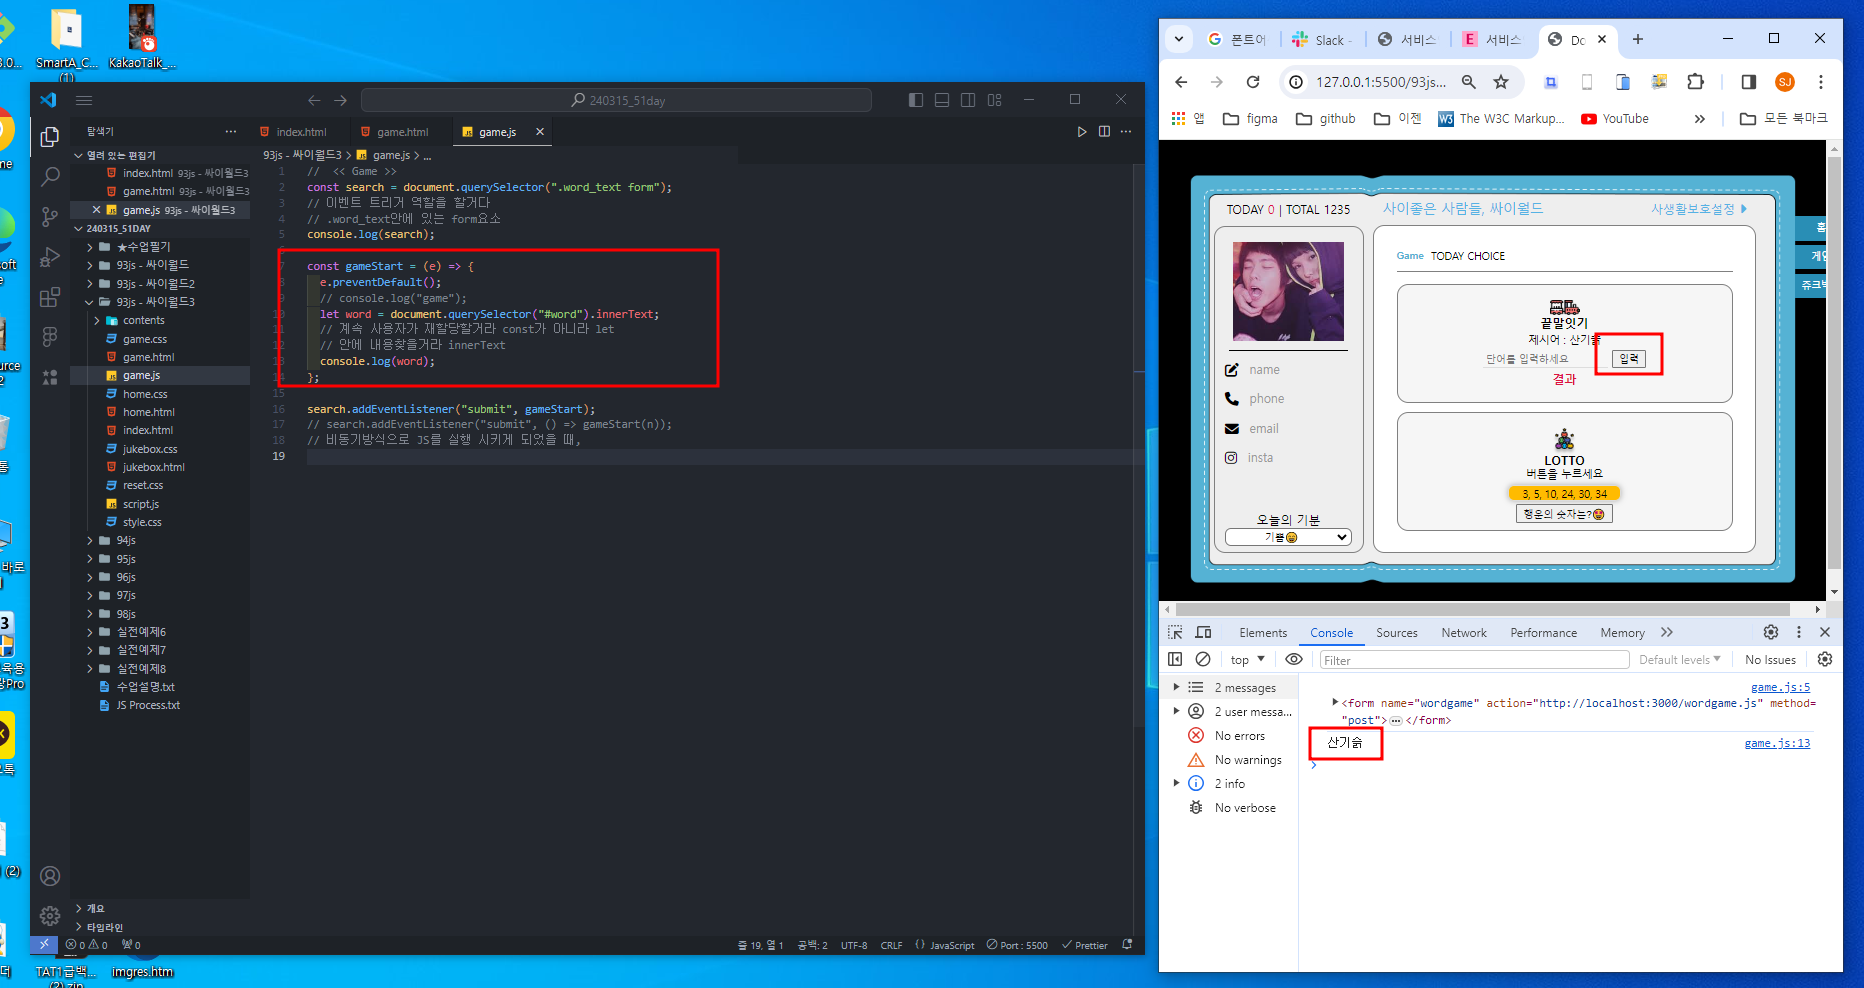 SmartA_C...
(1)
KakaoTalk_...
240315_51day
탐색기
index.html
game.html
game.js
열려 있는 편집기
index.html 93js - 싸이월드3
game.html 93js - 싸이월드3
game.js 93js - 싸이월드3
240315_51DAY
★수업필기
93js - 싸이월드
93js - 싸이월드2
93js - 싸이월드3
contents
game.css
game.html
game.js
home.css
home.html
index.html
jukebox.css
jukebox.html
reset.css
script.js
style.css
94js
95js
96js
97js
98js
실전예제6
실전예제7
실전예제8
수업설명.txt
JS Process.txt
개요
타임라인
93js - 싸이월드3 > game.js > ...
1 // << Game >>
2 const search = document.querySelector(".word_text form");
3 // 이벤트 트리거 역할을 할거다
4 // .word_text안에 있는 form요소
5 console.log(search);
6
7 const gameStart = (e) => {
8 e.preventDefault();
9 // console.log("game");
10 let word = document.querySelector("#word").innerText;
11 // 계속 사용자가 재할당할거라 const가 아니라 let
12 // 안에 내용찾을거라 innerText
13 console.log(word);
14 };
15
16 search.addEventListener("submit", gameStart);
17 // search.addEventListener("submit", () => gameStart(n));
18 // 비동기방식으로 JS를 실행 시키게 되었을 때,
19
0 0 0
줄 19, 열 1 공백: 2 UTF-8 CRLF {} JavaScript Port : 5500 Prettier
TAT1급백...
(2).zip
imgres.htm
폰트어
Slack -
서비스
서비스
Do
127.0.0.1:5500/93js...
SJ
앱 figma github 이젠 The W3C Markup... YouTube » 모든 북마크
TODAY 0 | TOTAL 1235
사이좋은 사람들, 싸이월드
사생활보호설정
name
phone
email
insta
오늘의 기분
기쁨
Game TODAY CHOICE
끝말잇기
제시어 : 산기슭
단어를 입력하세요
입력
결과
LOTTO
버튼을 누르세요
3, 5, 10, 24, 30, 34
행운의 숫자는?
홈
Elements Console Sources Network Performance Memory »
top
Filter
Default levels
No Issues
2 messages
2 user messa...
No errors
No warnings
2 info
No verbose
game.js:5
<form name="wordgame" action="http://localhost:3000/wordgame.js" method=
"post"> … </form>
산기슭
game.js:13